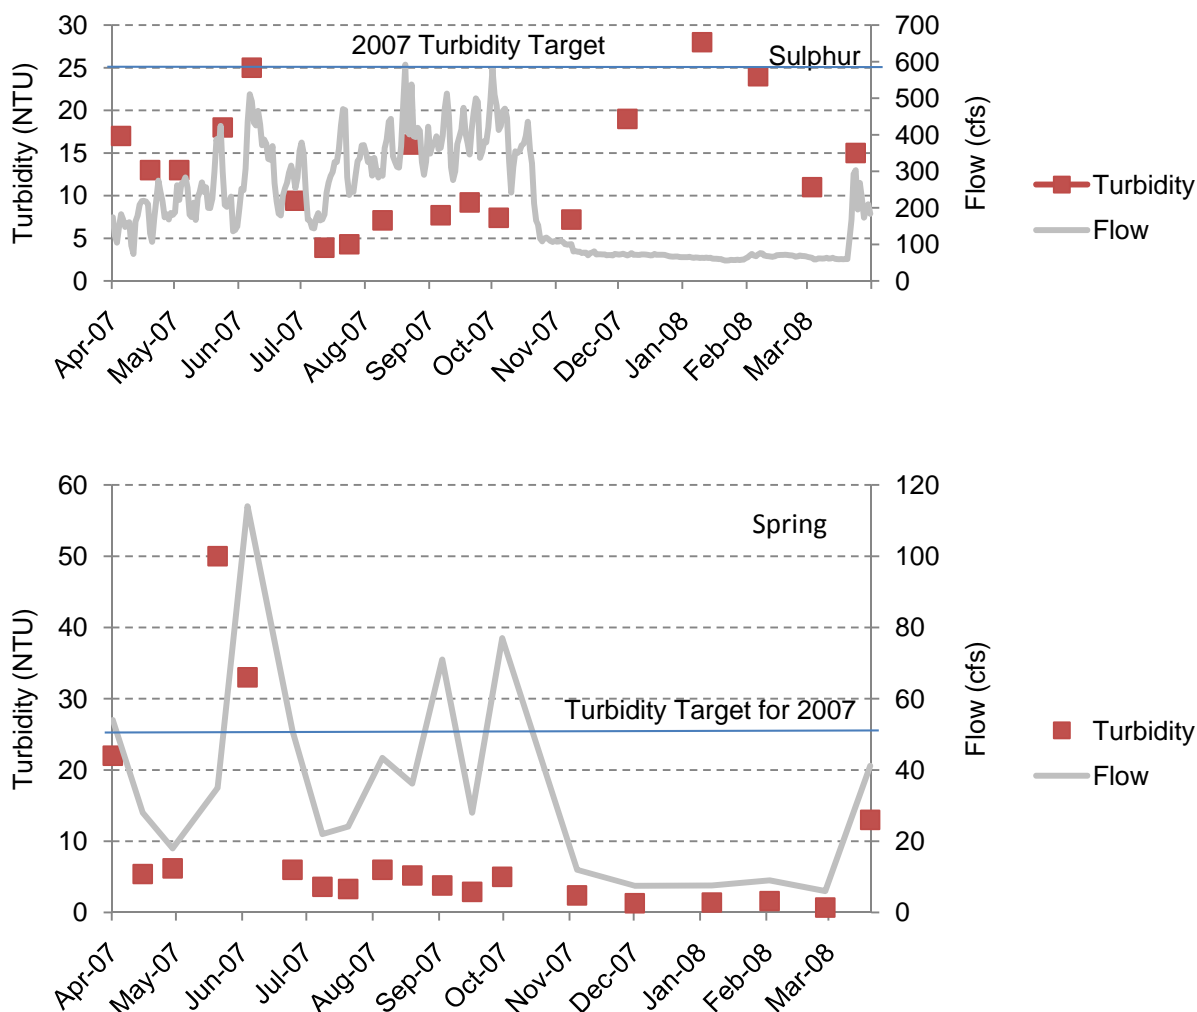 2007 Turbidity Target
Sulphur
Turbidity (NTU)
30
25
20
15
10
5
0
700
600
500
400
300
200
100
0
Flow (cfs)
Apr-07
May-07
Jun-07
Jul-07
Aug-07
Sep-07
Oct-07
Nov-07
Dec-07
Jan-08
Feb-08
Mar-08
Turbidity
Flow
Spring
Turbidity Target for 2007
Turbidity (NTU)
60
50
40
30
20
10
0
120
100
80
60
40
20
0
Flow (cfs)
Apr-07
May-07
Jun-07
Jul-07
Aug-07
Sep-07
Oct-07
Nov-07
Dec-07
Jan-08
Feb-08
Mar-08
Turbidity
Flow